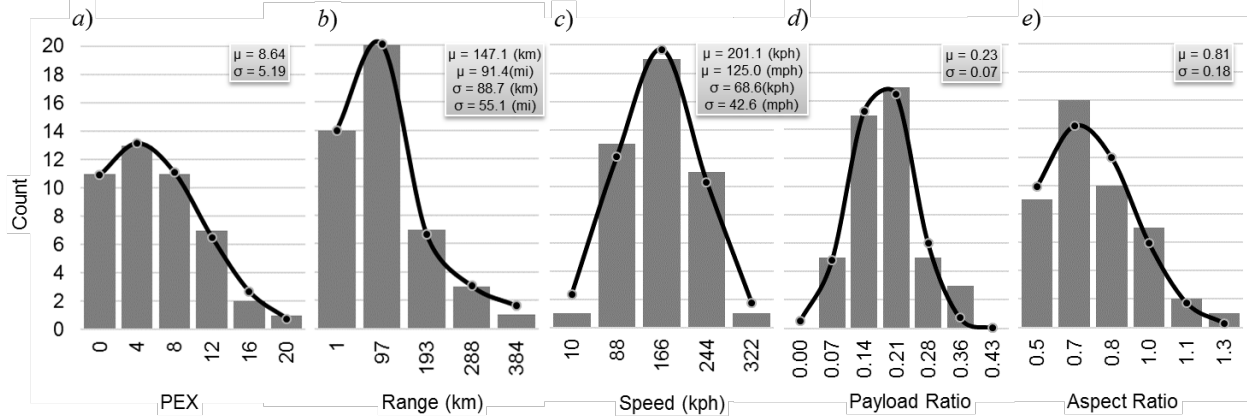 a)
b)
c)
d)
e)
Count
20
18
16
14
12
10
8
6
4
2
0
μ = 8.64
σ = 5.19
0 4 8 12 16 20
PEX
μ = 147.1 (km)
μ = 91.4(mi)
σ = 88.7 (km)
σ = 55.1 (mi)
1 97 193 288 384
Range (km)
μ = 201.1 (kph)
μ = 125.0 (mph)
σ = 68.6(kph)
σ = 42.6 (mph)
10 88 166 244 322
Speed (kph)
μ = 0.23
σ = 0.07
0.00 0.07 0.14 0.21 0.28 0.36 0.43
Payload Ratio
μ = 0.81
σ = 0.18
0.5 0.7 0.8 1.0 1.1 1.3
Aspect Ratio